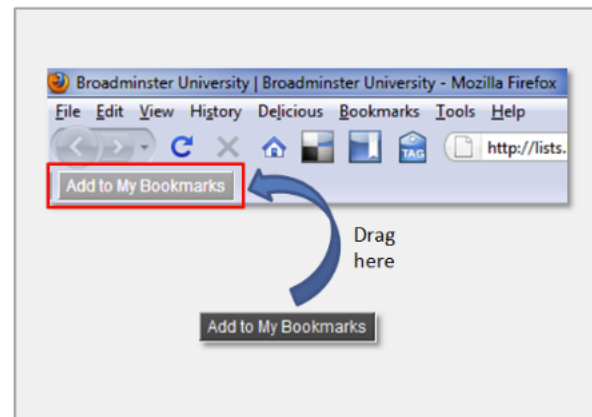 Broadminster University | Broadminster University - Mozilla Firefox
File Edit View History Delicious Bookmarks Tools Help
TAG http://lists.
Add to My Bookmarks
Drag
here
Add to My Bookmarks